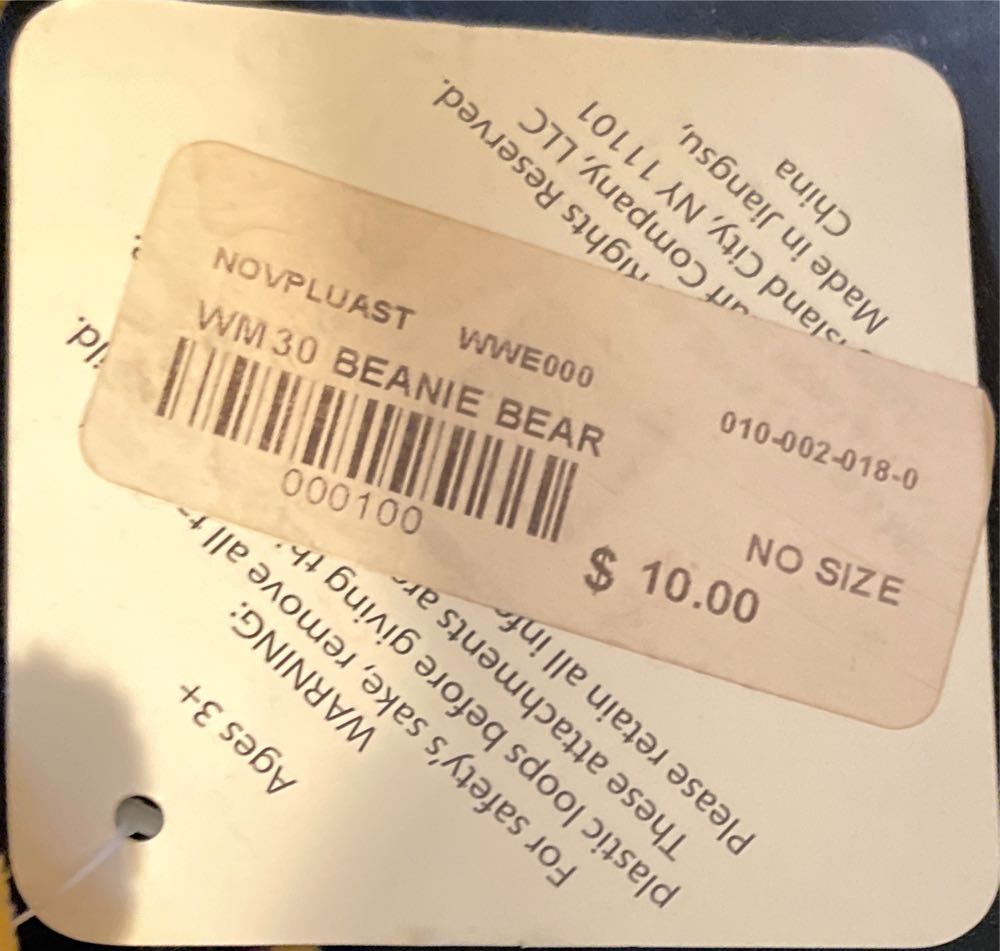 NOVPLUAST WWE000
WM30 BEANIE BEAR
010-002-018-0
000100
NO SIZE
$ 10.00
Ages 3+
WARNING:
For safety's sake, remove all
plastic loops before giving
ild.
These attachments
Please retain all
Rights Reserved.
Company, LLC
Island City, NY 11101
Made in Jiangsu,
China